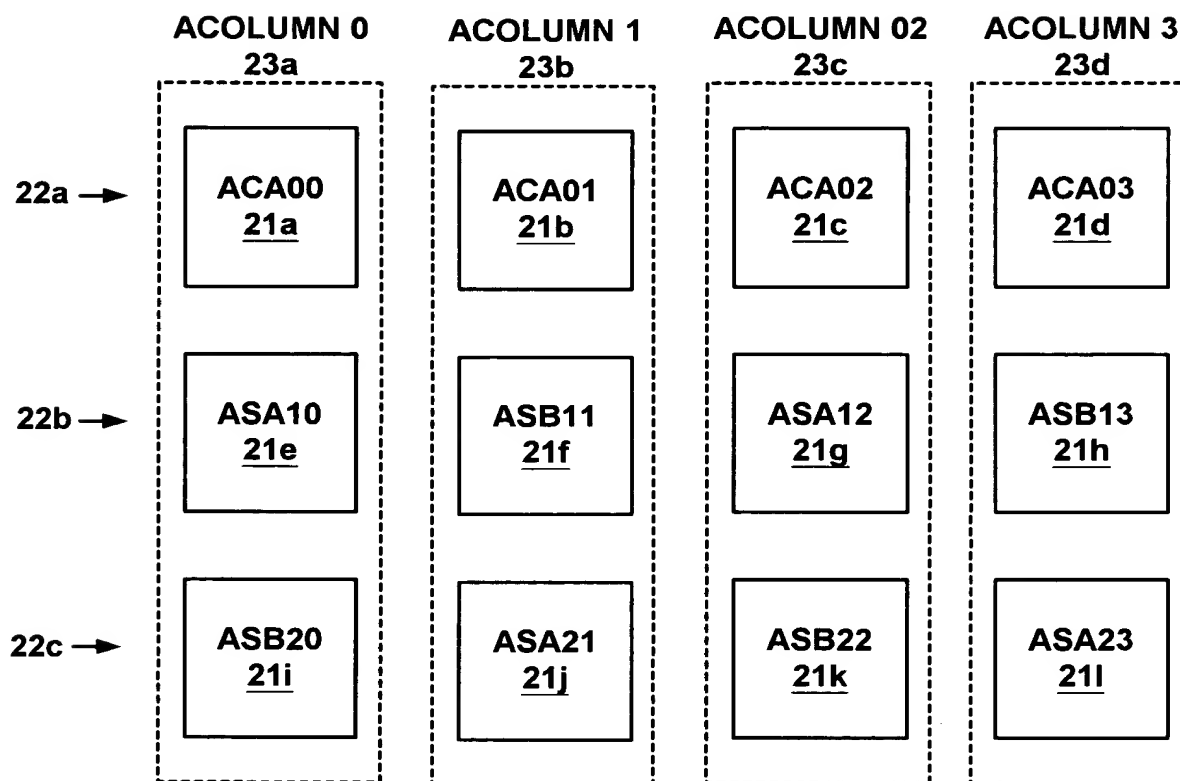 ACOLUMN 0 ACOLUMN 1 ACOLUMN 02 ACOLUMN 3
23a 23b 23c 23d
22a ACA00 ACA01 ACA02 ACA03
21a 21b 21c 21d
22b ASA10 ASB11 ASA12 ASB13
21e 21f 21g 21h
22c ASB20 ASA21 ASB22 ASA23
21i 21j 21k 21l